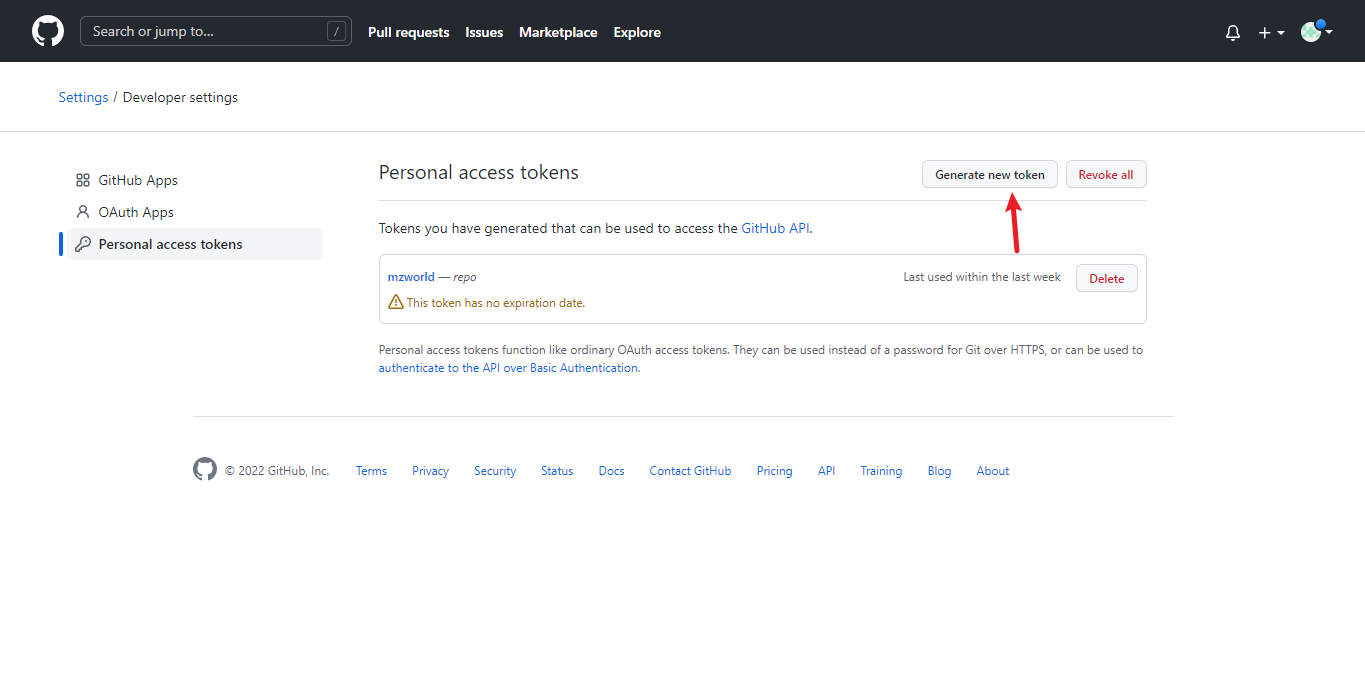 Search or jump to... / Pull requests Issues Marketplace Explore
Settings / Developer settings
GitHub Apps
OAuth Apps
Personal access tokens
Personal access tokens Generate new token Revoke all
Tokens you have generated that can be used to access the GitHub API.
mzworld — repo Last used within the last week Delete
This token has no expiration date.
Personal access tokens function like ordinary OAuth access tokens. They can be used instead of a password for Git over HTTPS, or can be used to
authenticate to the API over Basic Authentication.
© 2022 GitHub, Inc. Terms Privacy Security Status Docs Contact GitHub Pricing API Training Blog About